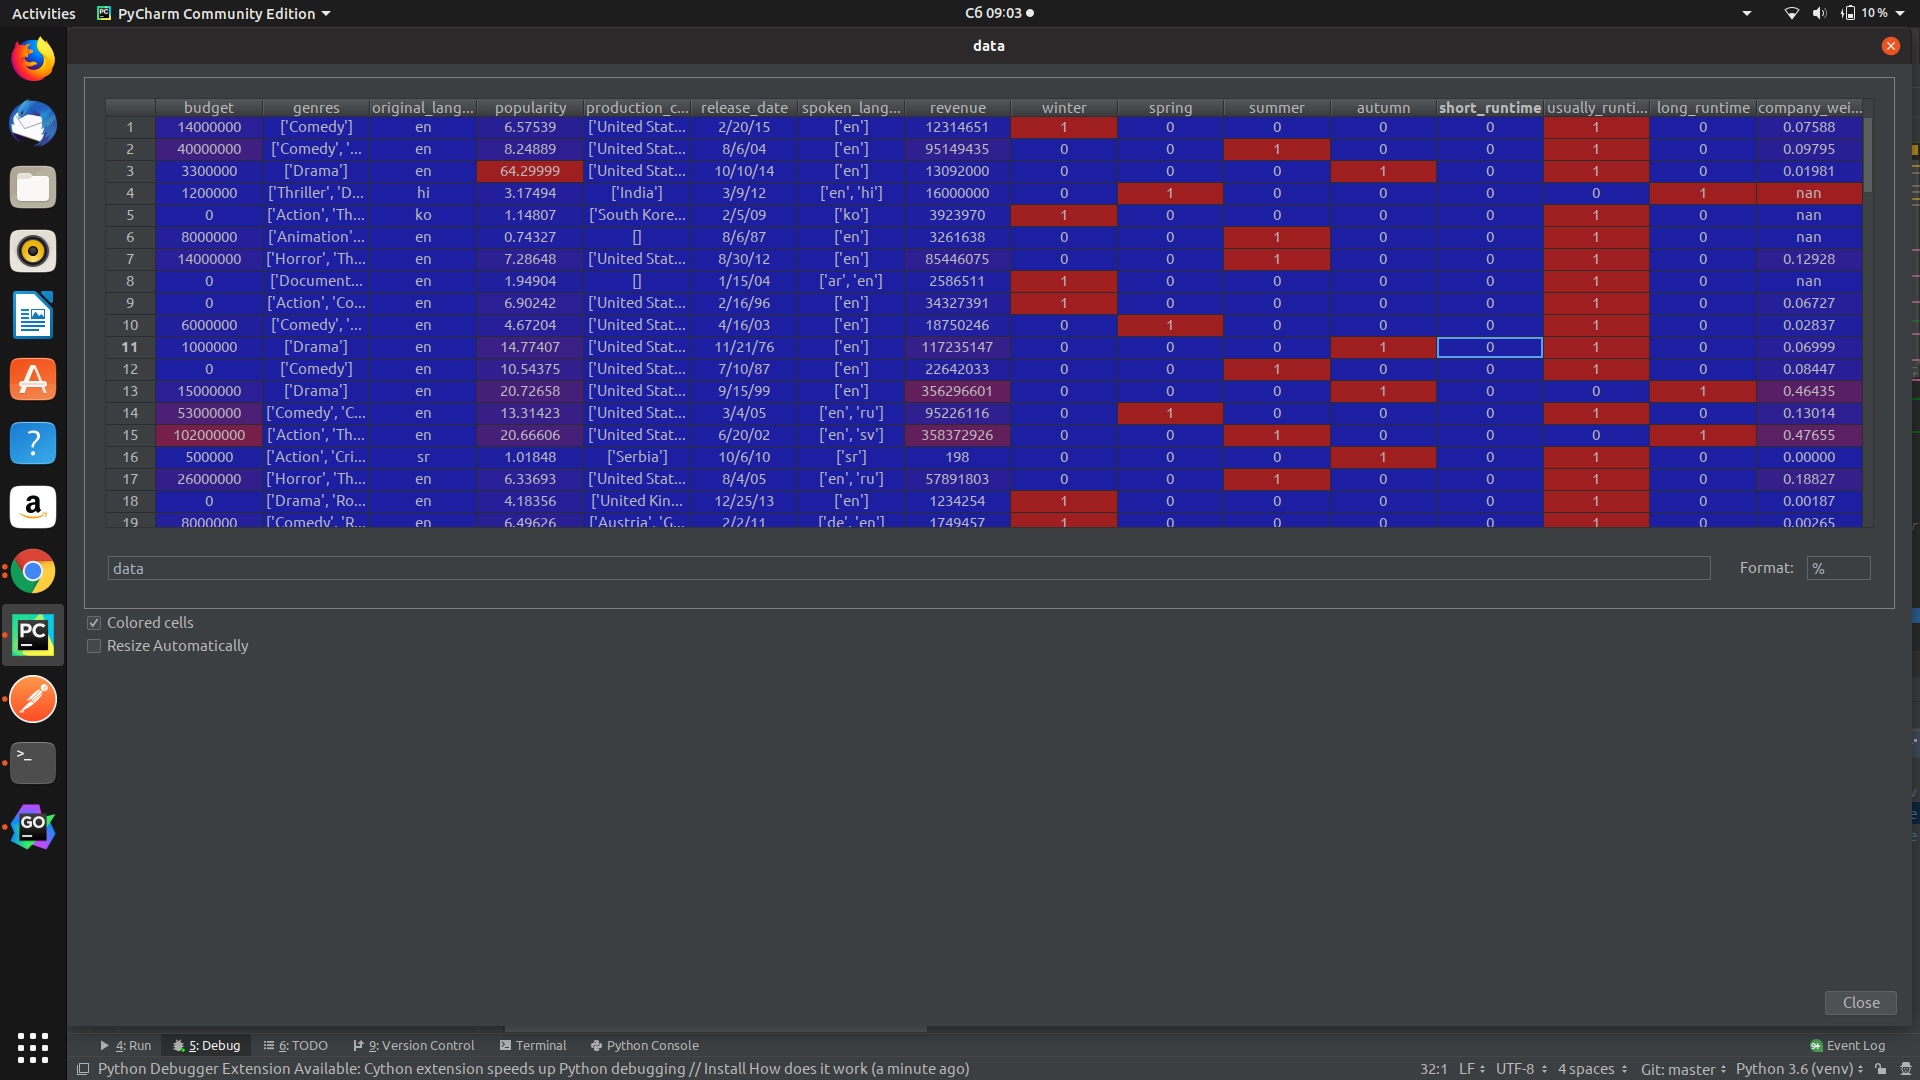 Activities PyCharm Community Edition Сб 09:03 10 %
data
budget genres original_lang... popularity production_c... release_date spoken_lang... revenue winter spring summer autumn short_runtime usually_runti... long_runtime company_wei...
1 14000000 ['Comedy'] en 6.57539 ['United Stat... 2/20/15 ['en'] 12314651 1 0 0 0 0 1 0 0.07588
2 40000000 ['Comedy', '... en 8.24889 ['United Stat... 8/6/04 ['en'] 95149435 0 0 1 0 0 1 0 0.09795
3 3300000 ['Drama'] en 64.29999 ['United Stat... 10/10/14 ['en'] 13092000 0 0 0 1 0 1 0 0.01981
4 1200000 ['Thriller', 'D... hi 3.17494 ['India'] 3/9/12 ['en', 'hi'] 16000000 0 1 0 0 0 0 1 nan
5 0 ['Action', 'Th... ko 1.14807 ['South Kore... 2/5/09 ['ko'] 3923970 1 0 0 0 0 1 0 nan
6 8000000 ['Animation'... en 0.74327 [] 8/6/87 ['en'] 3261638 0 0 1 0 0 1 0 nan
7 14000000 ['Horror', 'Th... en 7.28648 ['United Stat... 8/30/12 ['en'] 85446075 0 0 1 0 0 1 0 0.12928
8 0 ['Document... en 1.94904 [] 1/15/04 ['ar', 'en'] 2586511 1 0 0 0 0 1 0 nan
9 0 ['Action', 'Co... en 6.90242 ['United Stat... 2/16/96 ['en'] 34327391 1 0 0 0 0 1 0 0.06727
10 6000000 ['Comedy', '... en 4.67204 ['United Stat... 4/16/03 ['en'] 18750246 0 1 0 0 0 1 0 0.02837
11 1000000 ['Drama'] en 14.77407 ['United Stat... 11/21/76 ['en'] 117235147 0 0 0 1 0 1 0 0.06999
12 0 ['Comedy'] en 10.54375 ['United Stat... 7/10/87 ['en'] 22642033 0 0 1 0 0 1 0 0.08447
13 15000000 ['Drama'] en 20.72658 ['United Stat... 9/15/99 ['en'] 356296601 0 0 0 1 0 0 1 0.46435
14 53000000 ['Comedy', 'C... en 13.31423 ['United Stat... 3/4/05 ['en', 'ru'] 95226116 0 1 0 0 0 1 0 0.13014
15 102000000 ['Action', 'Th... en 20.66606 ['United Stat... 6/20/02 ['en', 'sv'] 358372926 0 0 1 0 0 0 1 0.47655
16 500000 ['Action', 'Cri... sr 1.01848 ['Serbia'] 10/6/10 ['sr'] 198 0 0 0 1 0 1 0 0.00000
17 26000000 ['Horror', 'Th... en 6.33693 ['United Stat... 8/4/05 ['en', 'ru'] 57891803 0 0 1 0 0 1 0 0.18827
18 0 ['Drama', 'Ro... en 4.18356 ['United Kin... 12/25/13 ['en'] 1234254 1 0 0 0 0 1 0 0.00187
19 8000000 ['Comedy', 'R... en 6.49626 ['Austria', 'G... 2/2/11 ['de', 'en'] 1749457 1 0 0 0 0 1 0 0.00265
data Format: %
Colored cells
Resize Automatically
Close
4: Run 5: Debug 6: TODO 9: Version Control Terminal Python Console Event Log
Python Debugger Extension Available: Cython extension speeds up Python debugging // Install How does it work (a minute ago) 32:1 LF UTF-8 4 spaces Git: master Python 3.6 (venv)